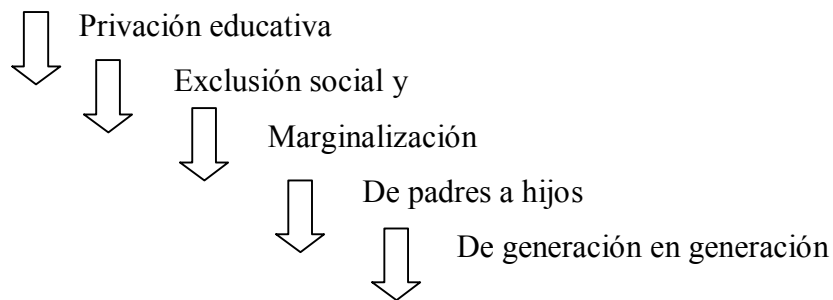 Privación educativa
Exclusión social y
Marginalización
De padres a hijos
De generación en generación